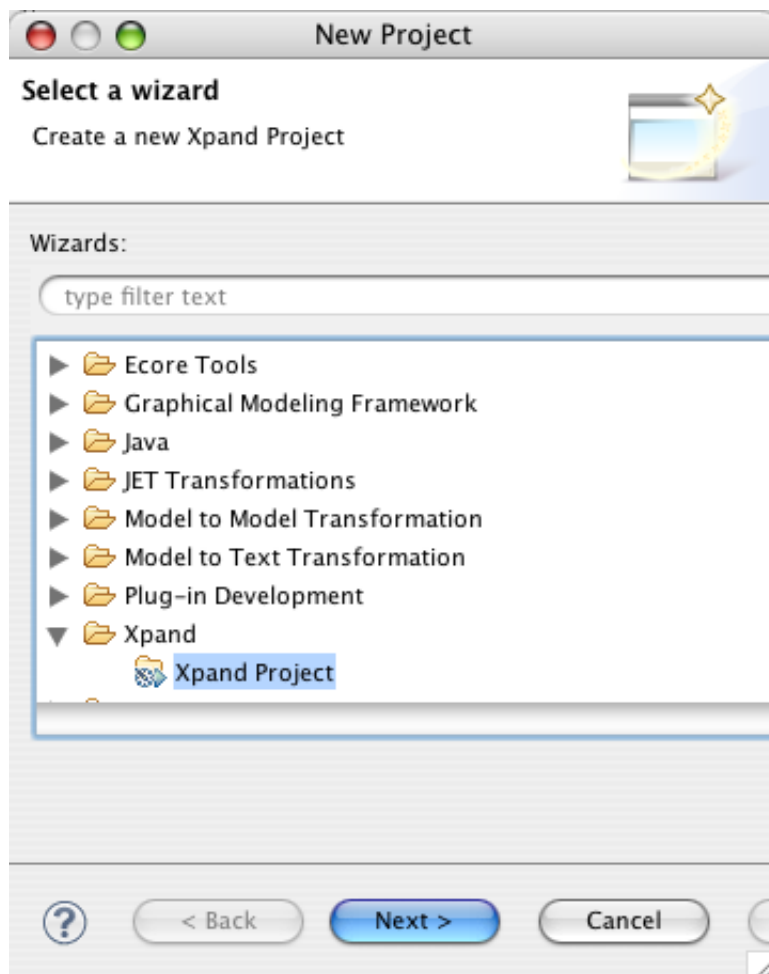 New Project
Select a wizard
Create a new Xpand Project
Wizards:
type filter text
Ecore Tools
Graphical Modeling Framework
Java
JET Transformations
Model to Model Transformation
Model to Text Transformation
Plug-in Development
Xpand
Xpand Project
? < Back Next > Cancel